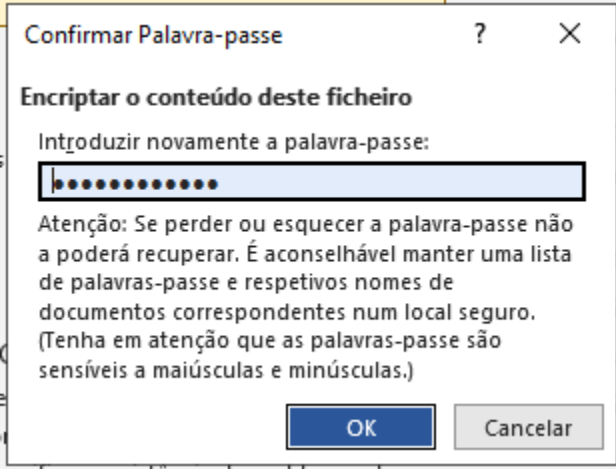 Confirmar Palavra-passe ? ×
Encriptar o conteúdo deste ficheiro
Introduzir novamente a palavra-passe:
••••••••••••
Atenção: Se perder ou esquecer a palavra-passe não
a poderá recuperar. É aconselhável manter uma lista
de palavras-passe e respetivos nomes de
documentos correspondentes num local seguro.
(Tenha em atenção que as palavras-passe são
sensíveis a maiúsculas e minúsculas.)
OK Cancelar